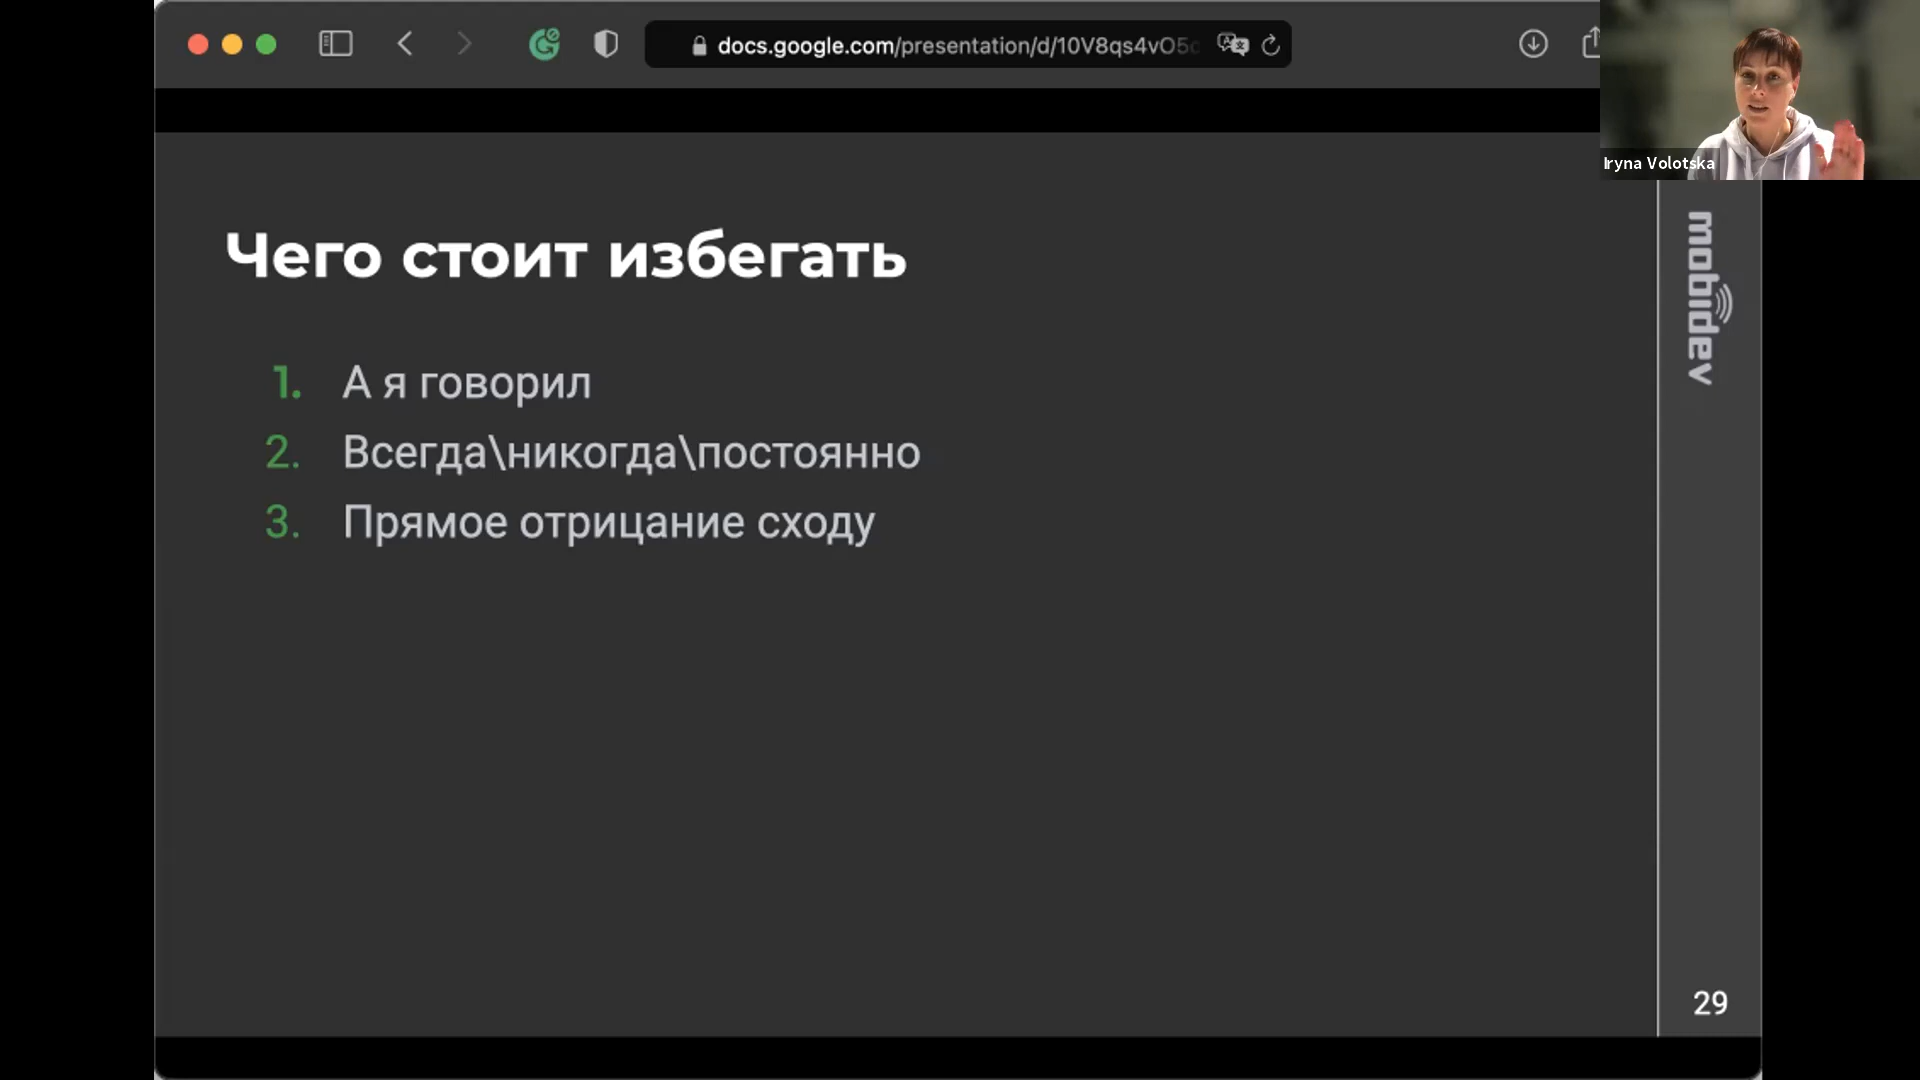 docs.google.com/presentation/d/10V8qs4vO5
Iryna Volotska
Чего стоит избегать
1. А я говорил
2. Всегда\никогда\постоянно
3. Прямое отрицание сходу
mobidev
29